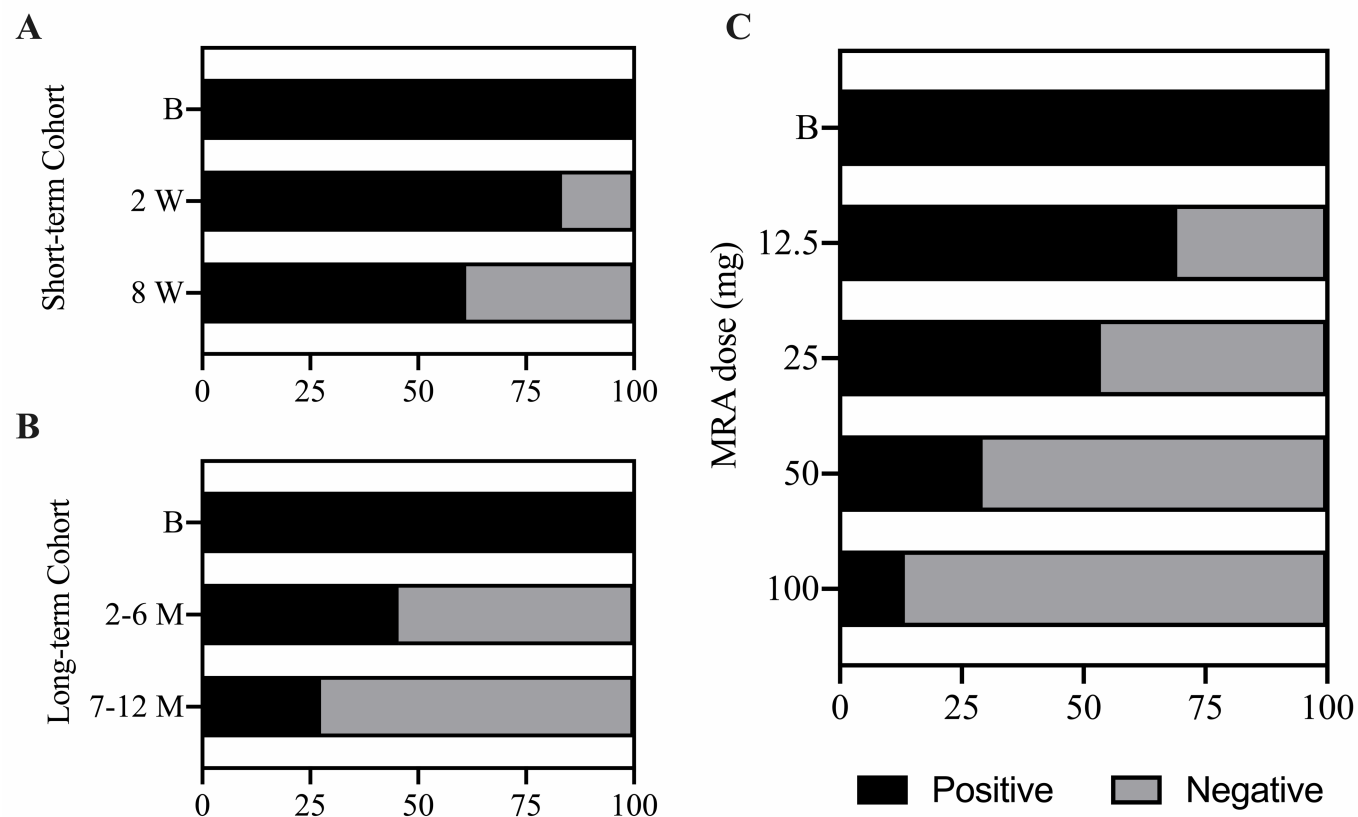 A
Short-term Cohort
B
2 W
8 W
0 25 50 75 100
B
Long-term Cohort
B
2-6 M
7-12 M
0 25 50 75 100
C
MRA dose (mg)
B
12.5
25
50
100
0 25 50 75 100
Positive Negative